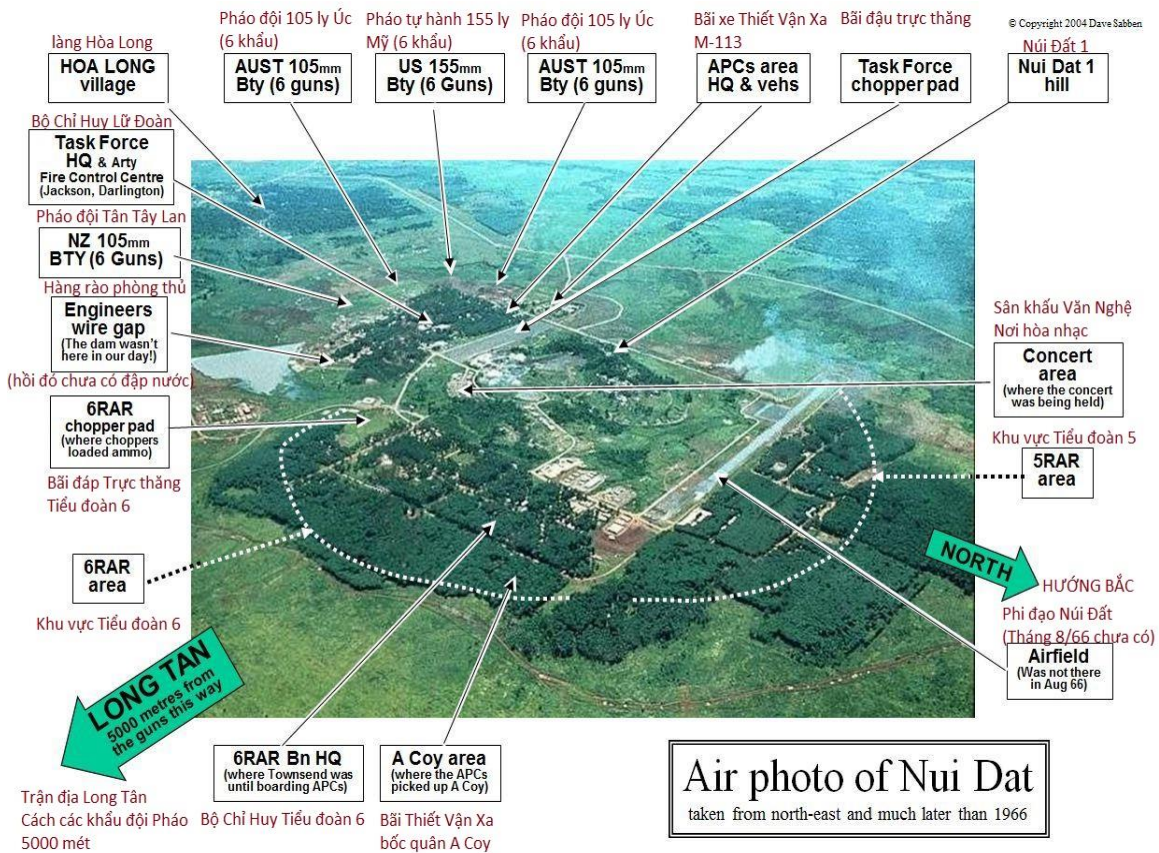 © Copyright 2004 Dave Sabben
làng Hòa Long
HOA LONG
village
Pháo đội 105 ly Úc
(6 khẩu)
AUST 105mm
Bty (6 guns)
Pháo tự hành 155 ly
Mỹ (6 khẩu)
US 155mm
Bty (6 Guns)
Pháo đội 105 ly Úc
(6 khẩu)
AUST 105mm
Bty (6 guns)
Bãi xe Thiết Vận Xa
M-113
APCs area
HQ & vehs
Bãi đậu trực thăng
Task Force
chopper pad
Núi Đất 1
Nui Dat 1
hill
Bộ Chỉ Huy Lữ Đoàn
Task Force
HQ & Arty
Fire Control Centre
(Jackson, Darlington)
Pháo đội Tân Tây Lan
NZ 105mm
BTY (6 Guns)
Hàng rào phòng thủ
Engineers
wire gap
(The dam wasn't
here in our day!)
(hồi đó chưa có đập nước)
6RAR
chopper pad
(where choppers
loaded ammo)
Bãi đáp Trực thăng
Tiểu đoàn 6
6RAR
area
Khu vực Tiểu đoàn 6
Sân khấu Văn Nghệ
Nơi hòa nhạc
Concert
area
(where the concert
was being held)
Khu vực Tiểu đoàn 5
5RAR
area
NORTH
HƯỚNG BẮC
Phi đạo Núi Đất
(Tháng 8/66 chưa có)
Airfield
(Was not there
in Aug 66)
LONG TAN
5000 metres from
the guns this way
Trận địa Long Tân
Cách các khẩu đội Pháo
5000 mét
6RAR Bn HQ
(where Townsend was
until boarding APCs)
Bộ Chỉ Huy Tiểu đoàn 6
A Coy area
(where the APCs
picked up A Coy)
Bãi Thiết Vận Xa
bốc quân A Coy
Air photo of Nui Dat
taken from north-east and much later than 1966